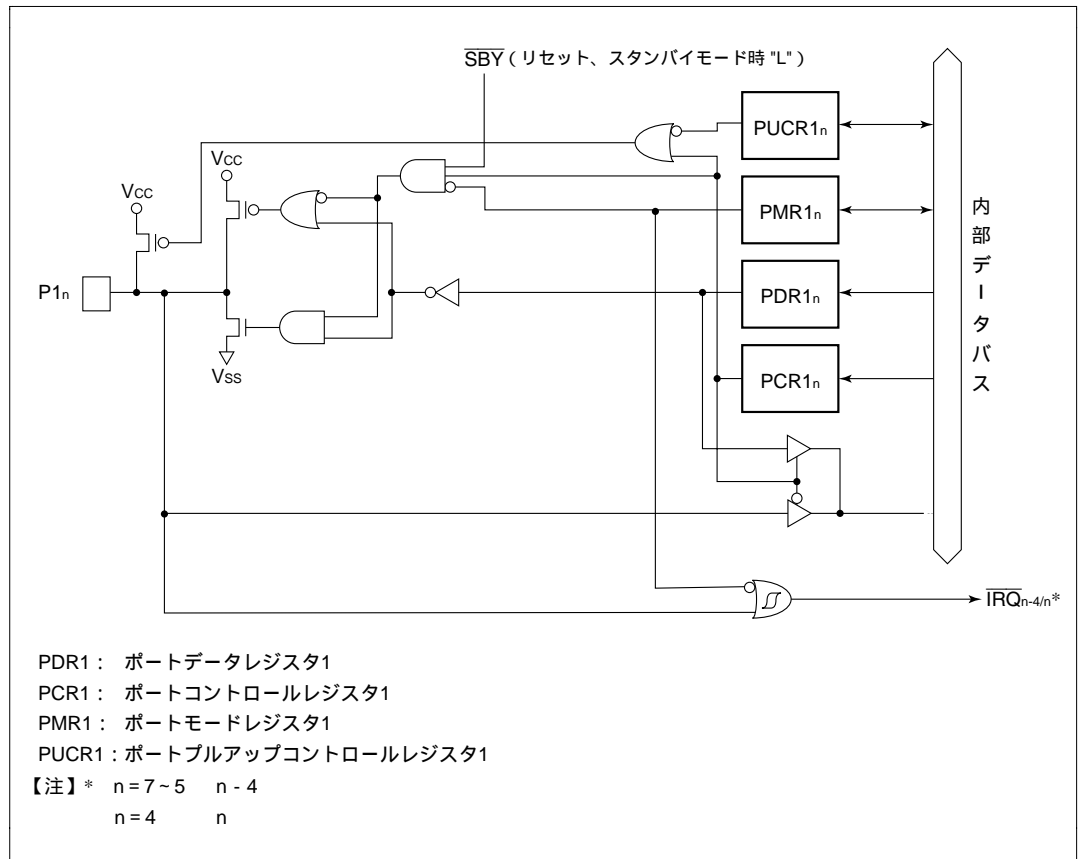 SBY（リセット、スタンバイモード時 "L"）
PUCR1n
VCC
VCC
PMR1n
内部データバス
P1n
PDR1n
VSS
PCR1n
IRQn-4/n*
PDR1： ポートデータレジスタ1
PCR1： ポートコントロールレジスタ1
PMR1： ポートモードレジスタ1
PUCR1：ポートプルアップコントロールレジスタ1
【注】* n = 7 ~ 5 n - 4
n = 4 n